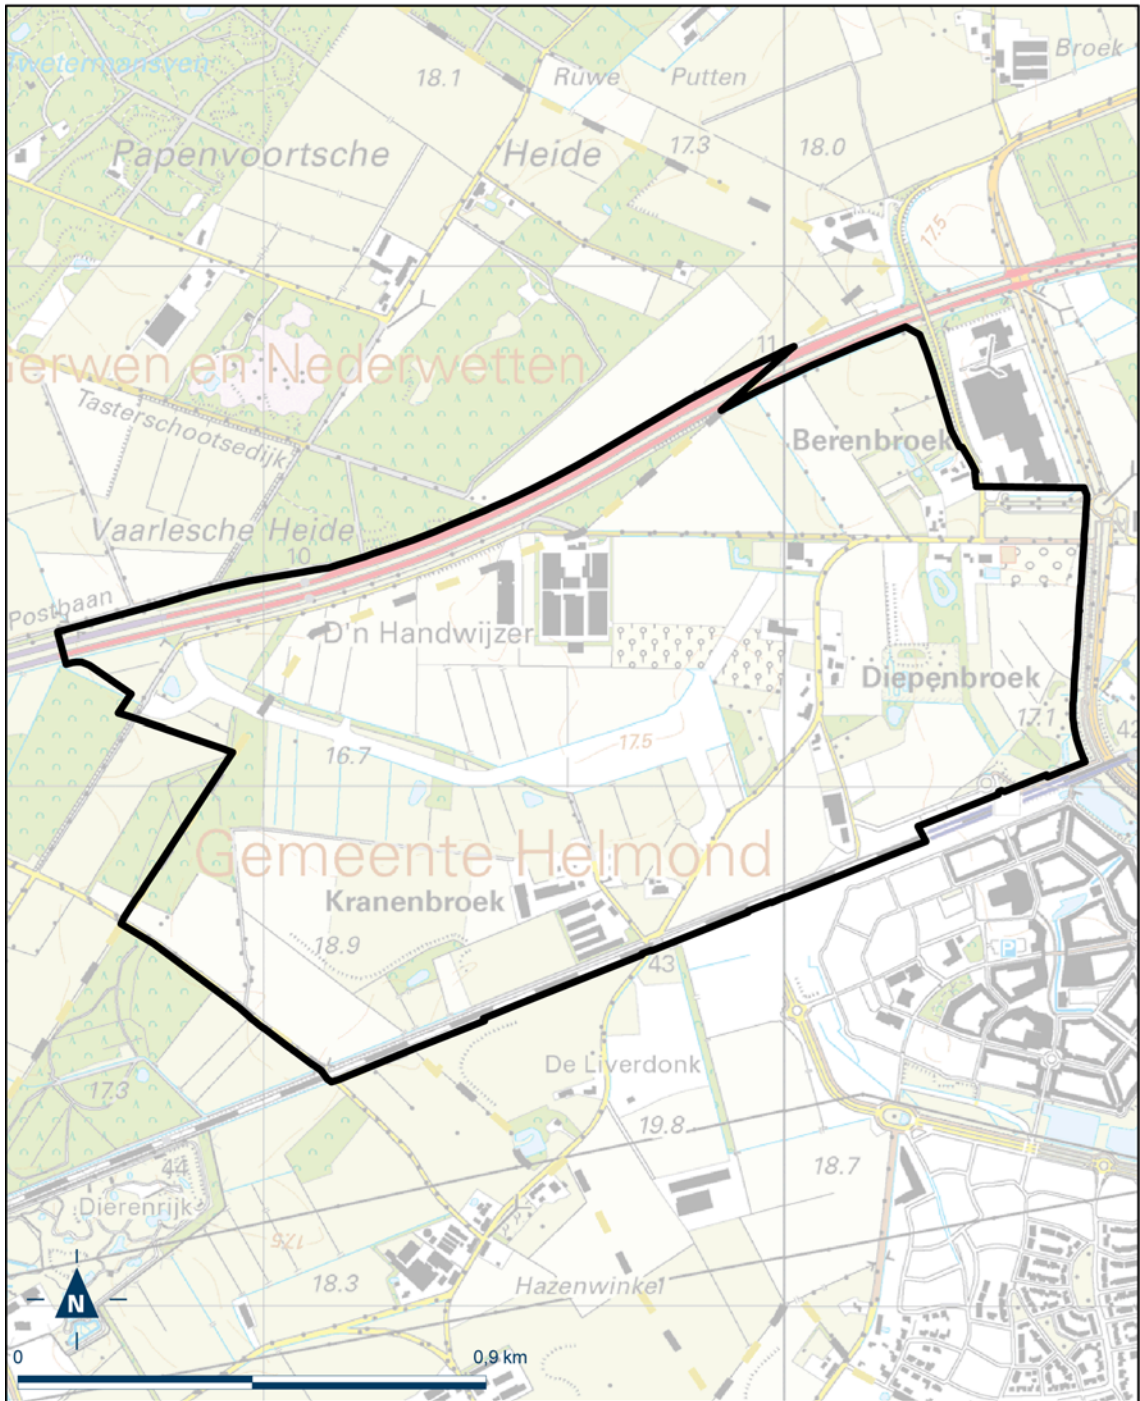 Broek
Twetermansven
18.1
Ruwe Putten
17.3
18.0
Papenvoortsche Heide
17.5
11
Gerwen en Nederwetten
Tasterschootsedijk
Berenbroek
Vaarlesche Heide
10
Postbaan
D'n Handwijzer
Diepenbroek
17.1
42
16.7
17.5
Gemeente Helmond
Kranenbroek
18.9
P
43
De Liverdonk
17.3
19.8
18.7
44
Dierenrijk
17.5
18.3
Hazenwinkel
N
0 0,9 km